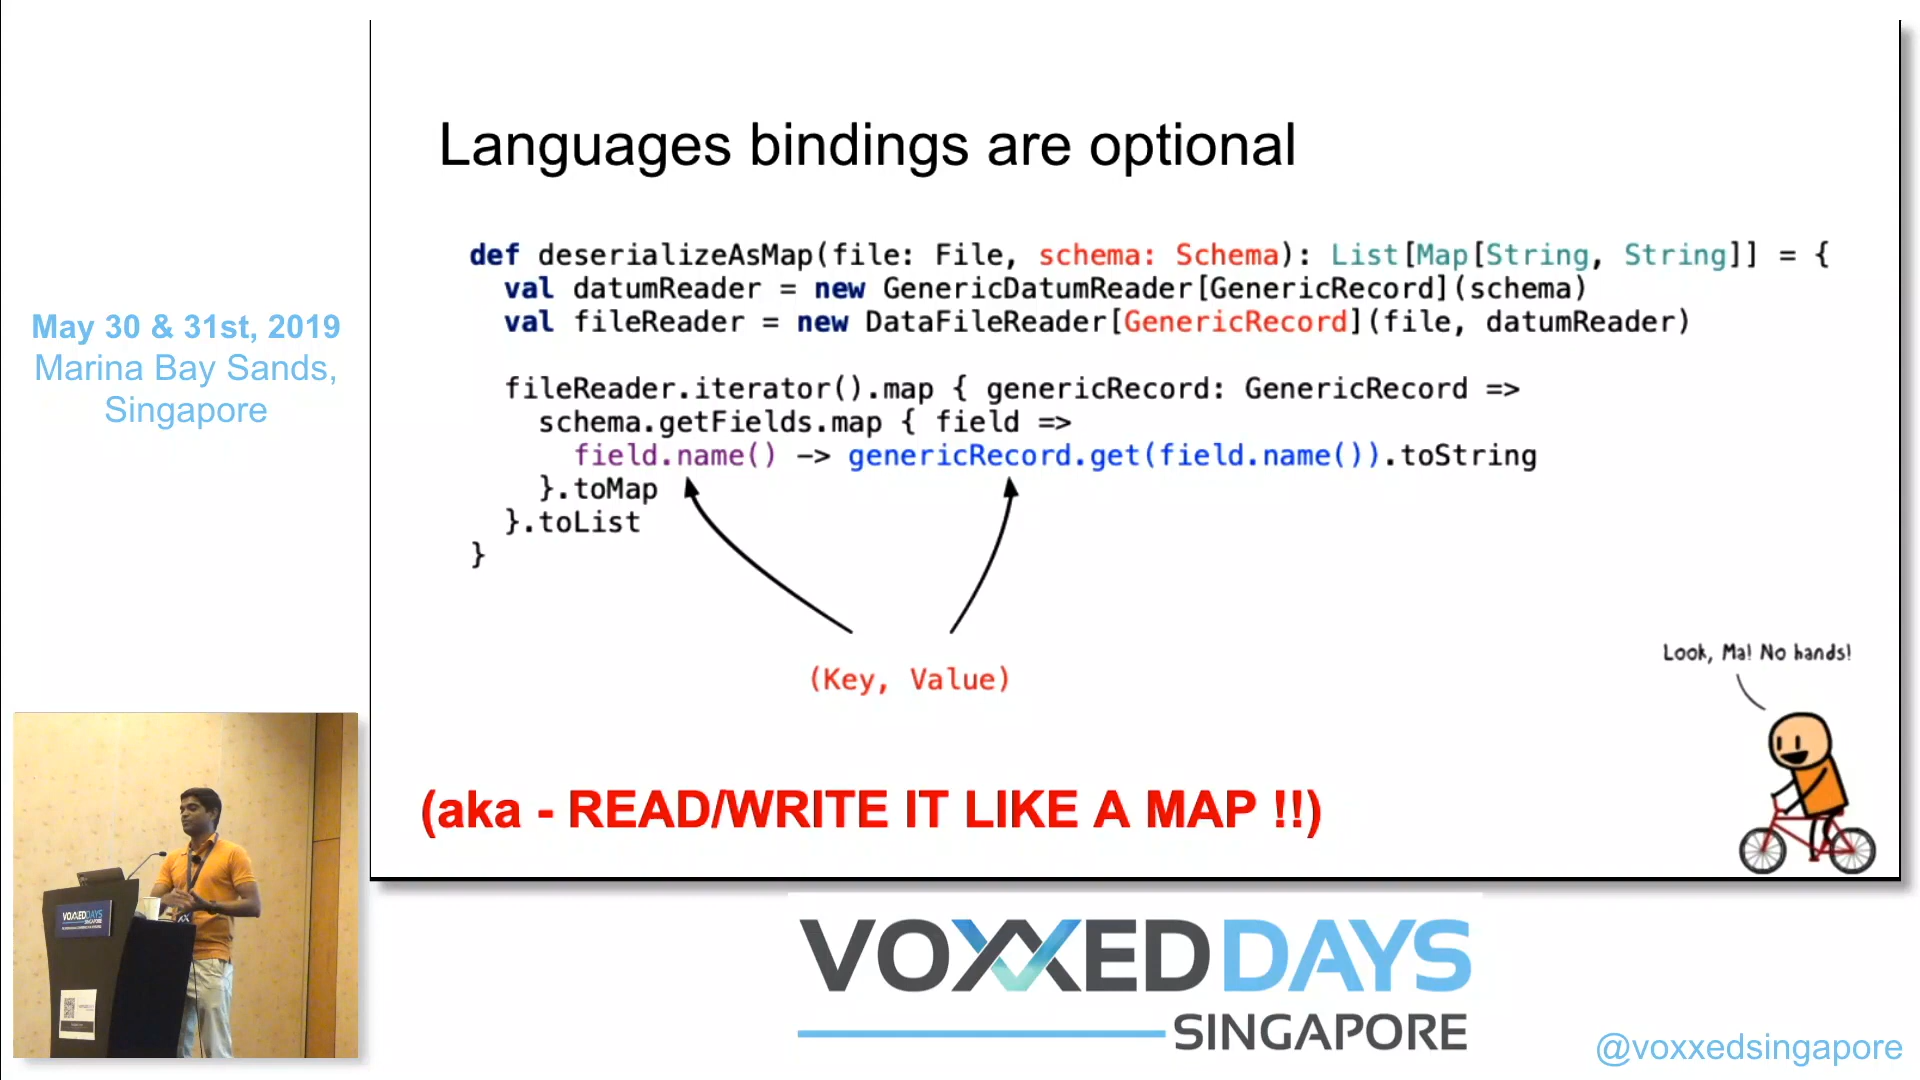 Languages bindings are optional
def deserializeAsMap(file: File, schema: Schema): List[Map[String, String]] = {
val datumReader = new GenericDatumReader[GenericRecord](schema)
val fileReader = new DataFileReader[GenericRecord](file, datumReader)
fileReader.iterator().map { genericRecord: GenericRecord =>
schema.getFields.map { field =>
field.name() -> genericRecord.get(field.name()).toString
}.toMap
}.toList
}
(Key, Value)
Look, Ma! No hands!
(aka - READ/WRITE IT LIKE A MAP !!)
May 30 & 31st, 2019
Marina Bay Sands,
Singapore
VOXXEDDAYS
SINGAPORE
VOXXEDDAYS
SINGAPORE
@voxxedsingapore